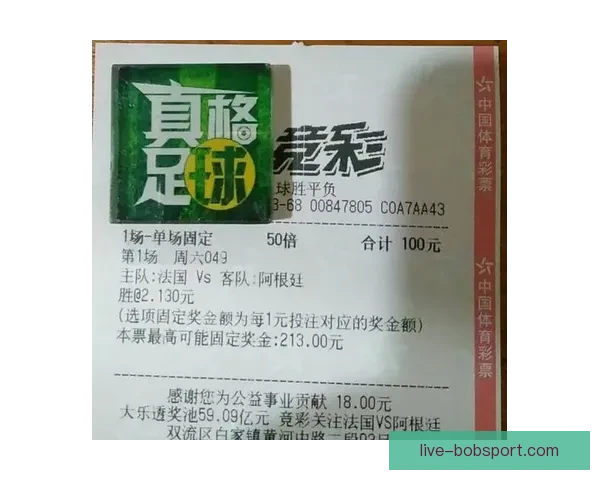 真格
足球
竞彩
球胜平负
3-68 00847805 C0A7AA43
1场-单场固定 50倍 合计 100元
第1场 周六049
主队:法国 Vs 客队:阿根廷
胜@2.130元
(选项固定奖金额为每1元投注对应的奖金额)
本票最高可能固定奖金:213.00元
感谢您为公益事业贡献 18.00元
大乐透奖池59.09亿元 竞彩关注法国VS阿根廷
双流区白家镇黄河中路二段
中国体育彩票
中国体育彩票
live-bobsport.com